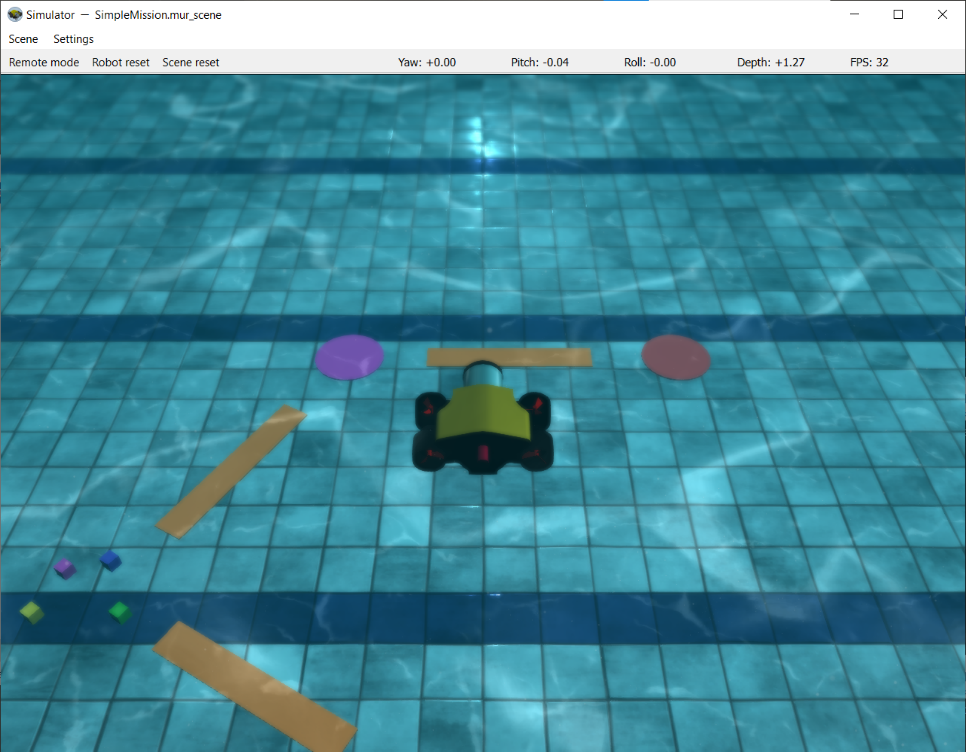 Simulator — SimpleMission.mur_scene
Scene Settings
Remote mode Robot reset Scene reset Yaw: +0.00 Pitch: -0.04 Roll: -0.00 Depth: +1.27 FPS: 32